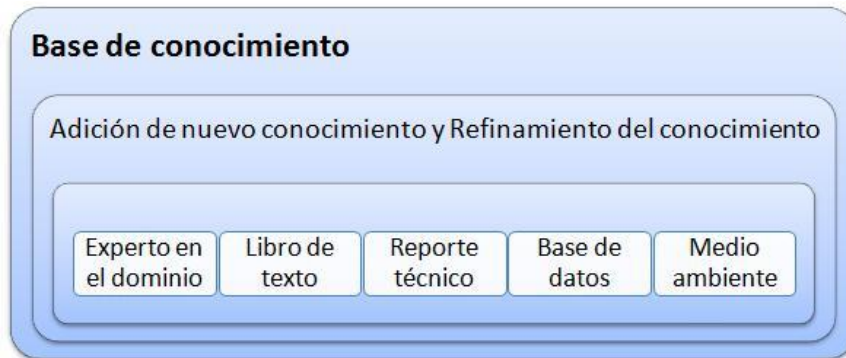 Base de conocimiento
Adición de nuevo conocimiento y Refinamiento del conocimiento
Experto en
el dominio
Libro de
texto
Reporte
técnico
Base de
datos
Medio
ambiente